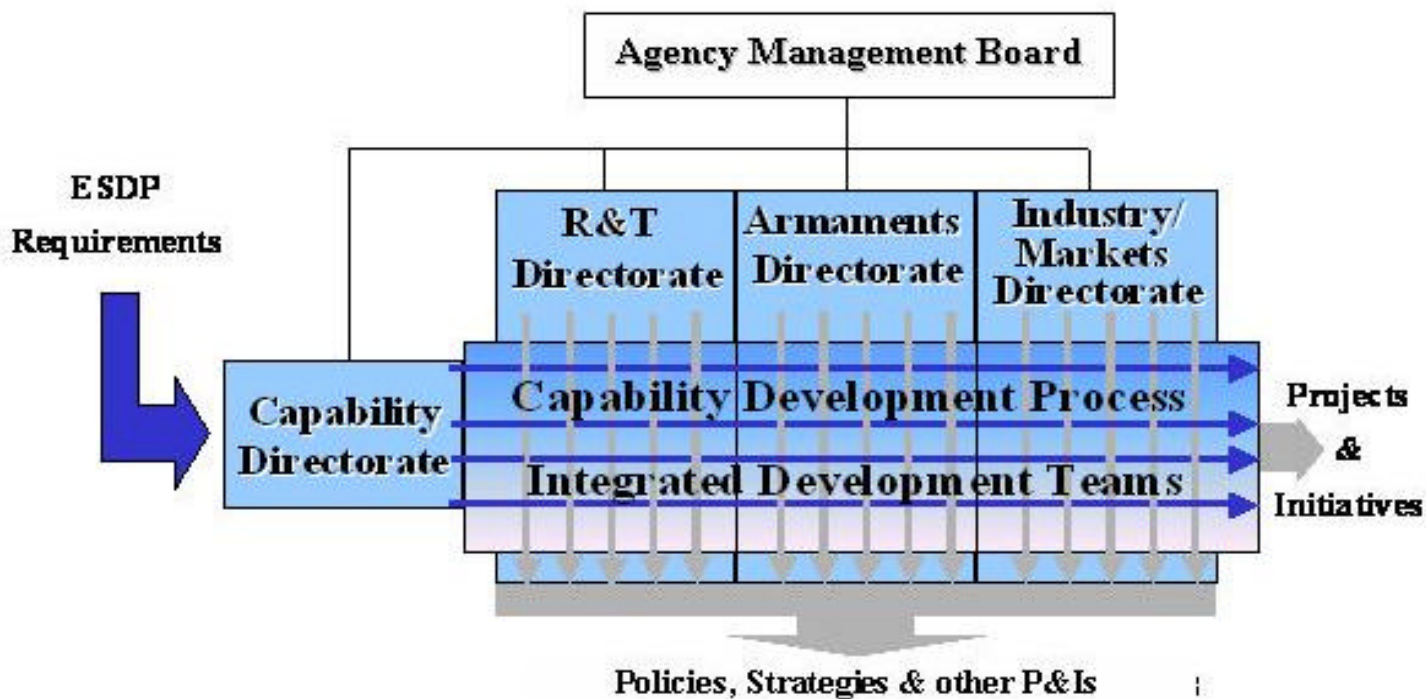 Agency Management Board
ESDP
Requirements
R&T
Directorate
Armaments
Directorate
Industry/
Markets
Directorate
Capability
Directorate
Capability Development Process
Integrated Development Teams
Projects
&
Initiatives
Policies, Strategies & other P&Is